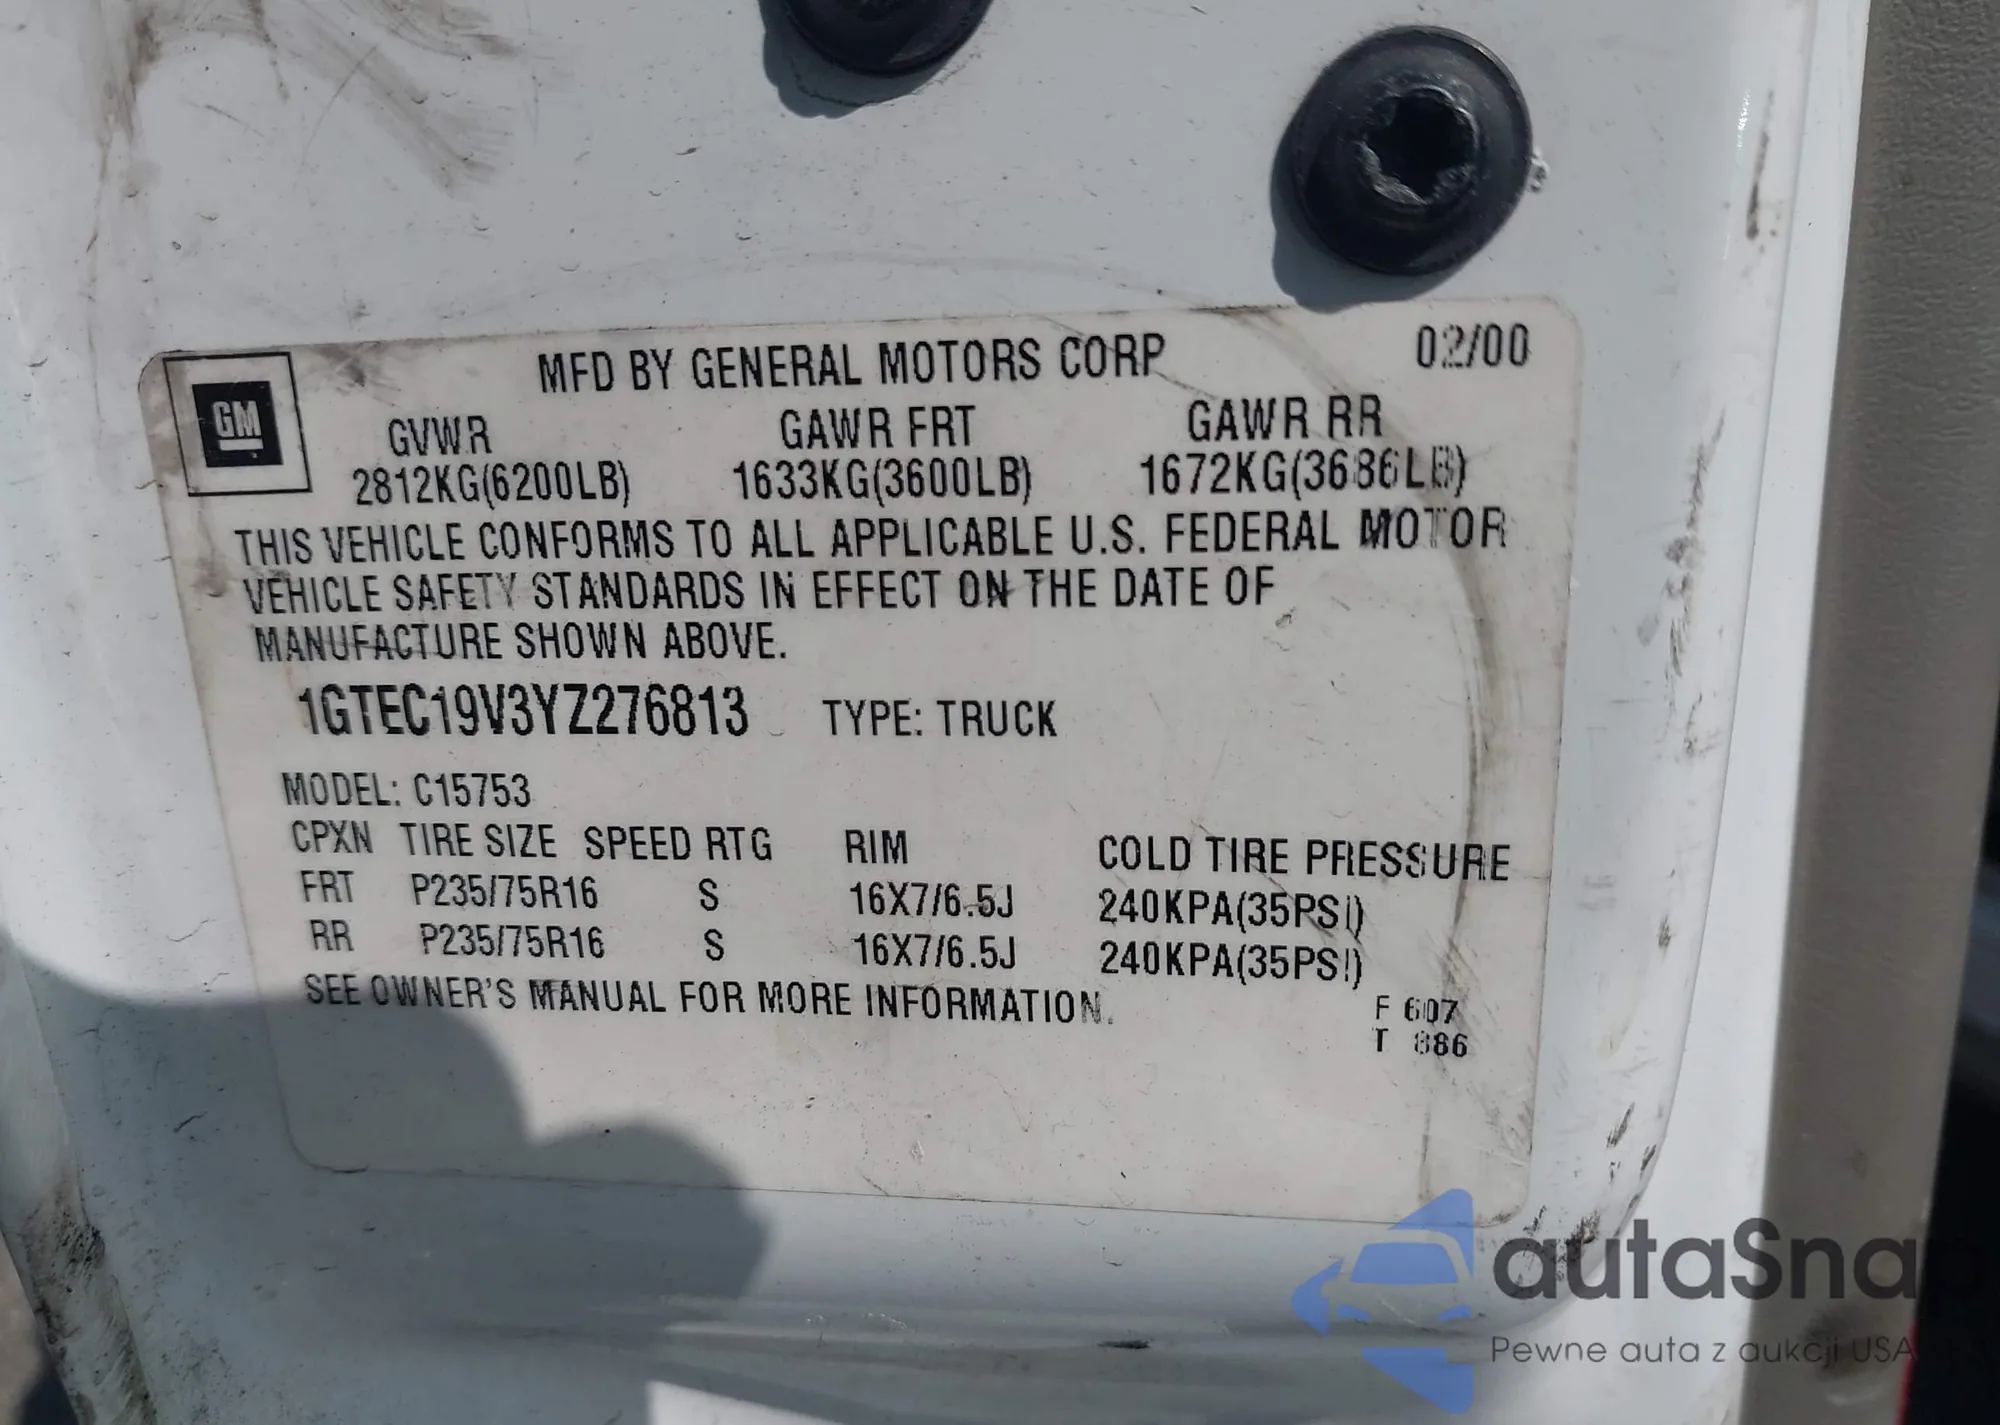 MFD BY GENERAL MOTORS CORP 02/00
GM
GVWR GAWR FRT GAWR RR
2812KG(6200LB) 1633KG(3600LB) 1672KG(3686LB)
THIS VEHICLE CONFORMS TO ALL APPLICABLE U.S. FEDERAL MOTOR
VEHICLE SAFETY STANDARDS IN EFFECT ON THE DATE OF
MANUFACTURE SHOWN ABOVE.
1GTEC19V3YZ276813 TYPE: TRUCK
MODEL: C15753
CPXN TIRE SIZE SPEED RTG RIM COLD TIRE PRESSURE
FRT P235/75R16 S 16X7/6.5J 240KPA(35PSI)
RR P235/75R16 S 16X7/6.5J 240KPA(35PSI)
SEE OWNER'S MANUAL FOR MORE INFORMATION.
F 607
T 886
autaSnap
Pewne auta z aukcji USA